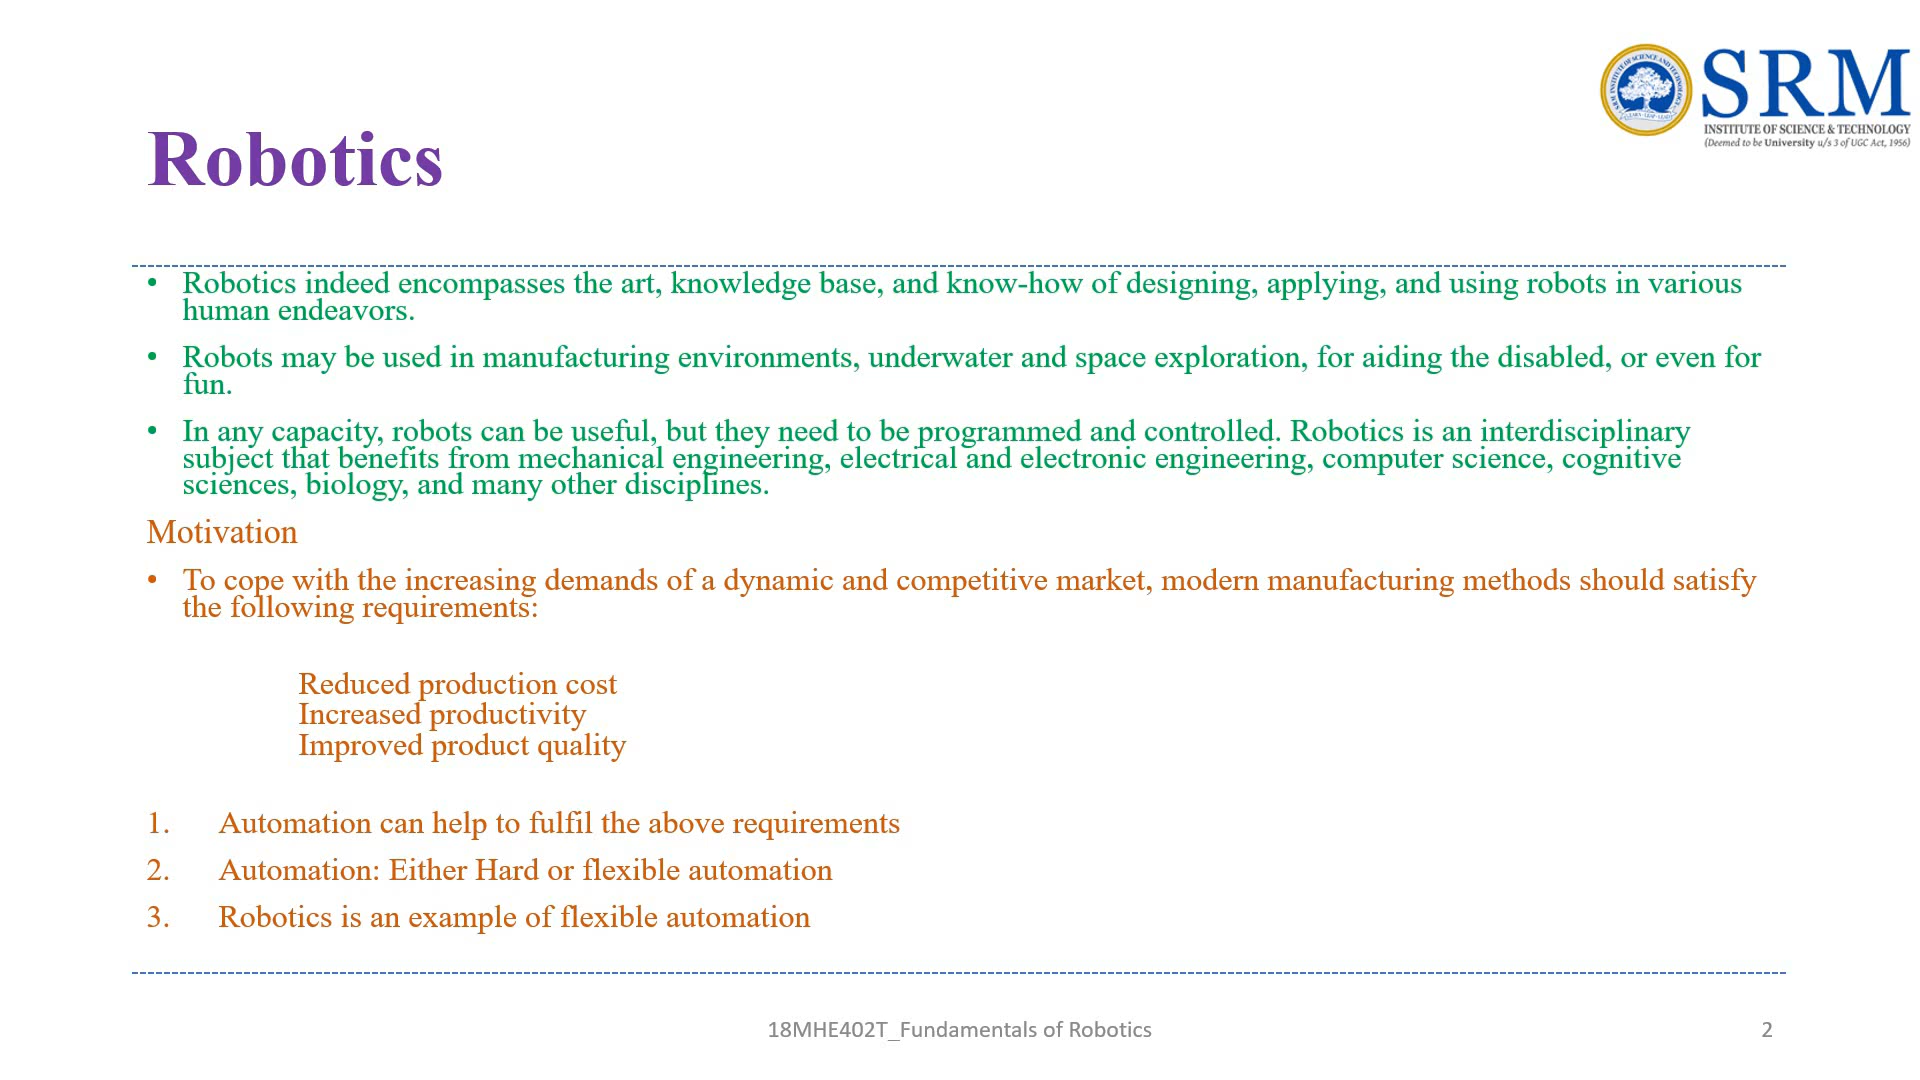 SRM
INSTITUTE OF SCIENCE & TECHNOLOGY
(Deemed to be University u/s 3 of UGC Act, 1956)
Robotics
• Robotics indeed encompasses the art, knowledge base, and know-how of designing, applying, and using robots in various
human endeavors.
• Robots may be used in manufacturing environments, underwater and space exploration, for aiding the disabled, or even for
fun.
• In any capacity, robots can be useful, but they need to be programmed and controlled. Robotics is an interdisciplinary
subject that benefits from mechanical engineering, electrical and electronic engineering, computer science, cognitive
sciences, biology, and many other disciplines.
Motivation
• To cope with the increasing demands of a dynamic and competitive market, modern manufacturing methods should satisfy
the following requirements:
Reduced production cost
Increased productivity
Improved product quality
1. Automation can help to fulfil the above requirements
2. Automation: Either Hard or flexible automation
3. Robotics is an example of flexible automation
18MHE402T_Fundamentals of Robotics
2